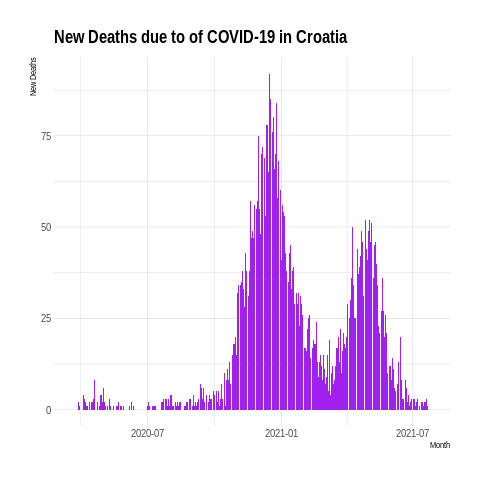 New Deaths due to of COVID-19 in Croatia
New Deaths
75
50
25
0
2020-07
2021-01
2021-07
Month